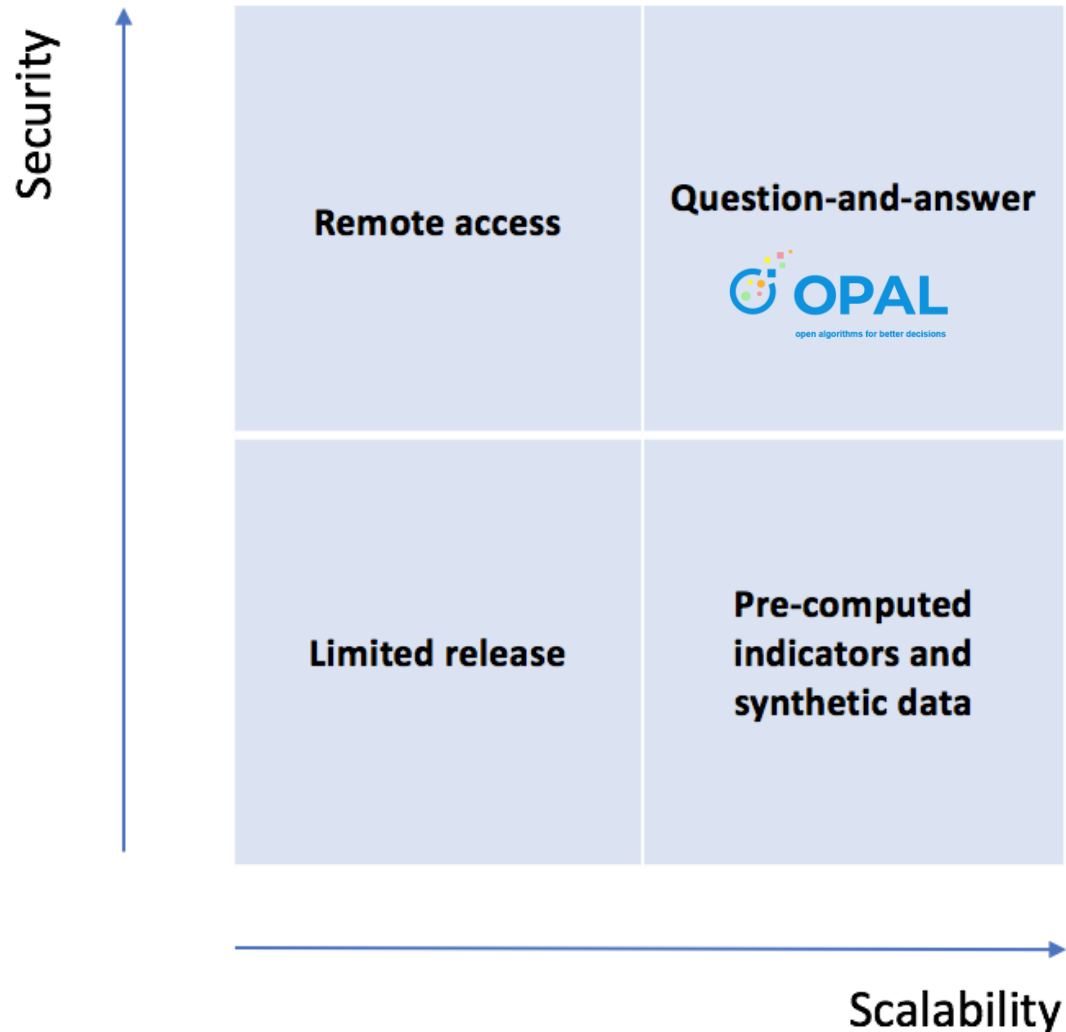 Security
Remote access
Question-and-answer
OPAL
open algorithms for better decisions
Limited release
Pre-computed
indicators and
synthetic data
Scalability